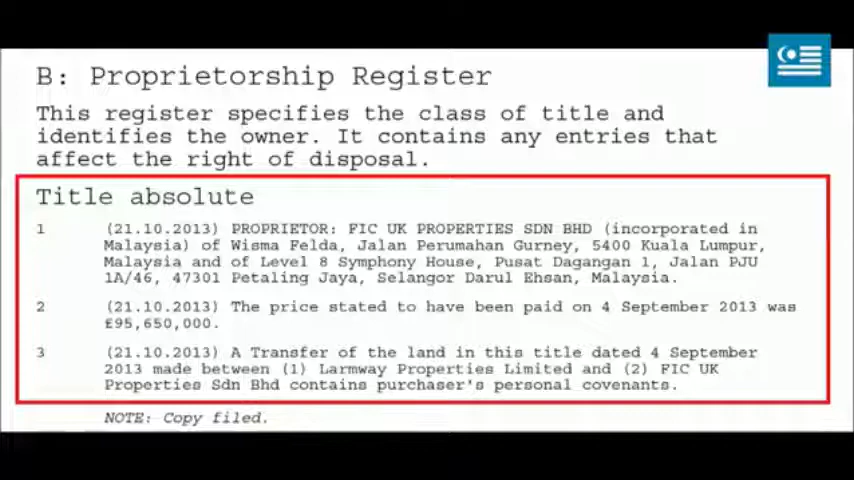 B: Proprietorship Register
This register specifies the class of title and
identifies the owner. It contains any entries that
affect the right of disposal.
Title absolute
1 (21.10.2013) PROPRIETOR: FIC UK PROPERTIES SDN BHD (incorporated in
Malaysia) of Wisma Felda, Jalan Perumahan Gurney, 5400 Kuala Lumpur,
Malaysia and of Level 8 Symphony House, Pusat Dagangan 1, Jalan PJU
1A/46, 47301 Petaling Jaya, Selangor Darul Ehsan, Malaysia.
2 (21.10.2013) The price stated to have been paid on 4 September 2013 was
£95,650,000.
3 (21.10.2013) A Transfer of the land in this title dated 4 September
2013 made between (1) Larmway Properties Limited and (2) FIC UK
Properties Sdn Bhd contains purchaser's personal covenants.
NOTE: Copy filed.